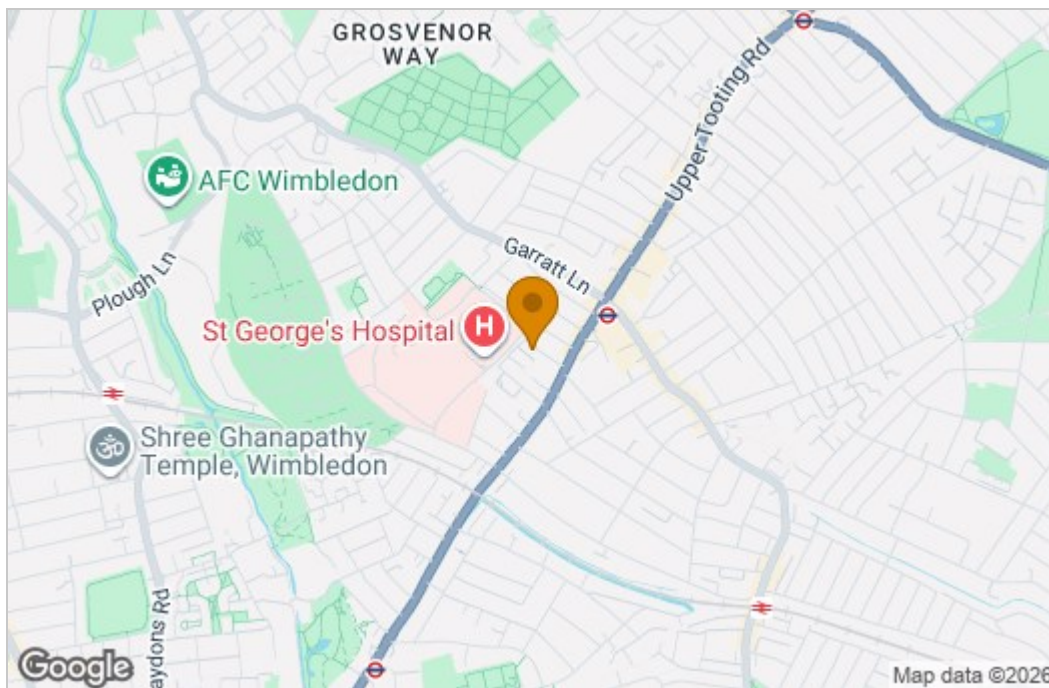 GROSVENOR
WAY
Upper Tooting Rd
AFC Wimbledon
Garratt Ln
Plough Ln
St George's Hospital
H
Shree Ghanapathy
Temple, Wimbledon
aydons Rd
Google
Map data ©2026